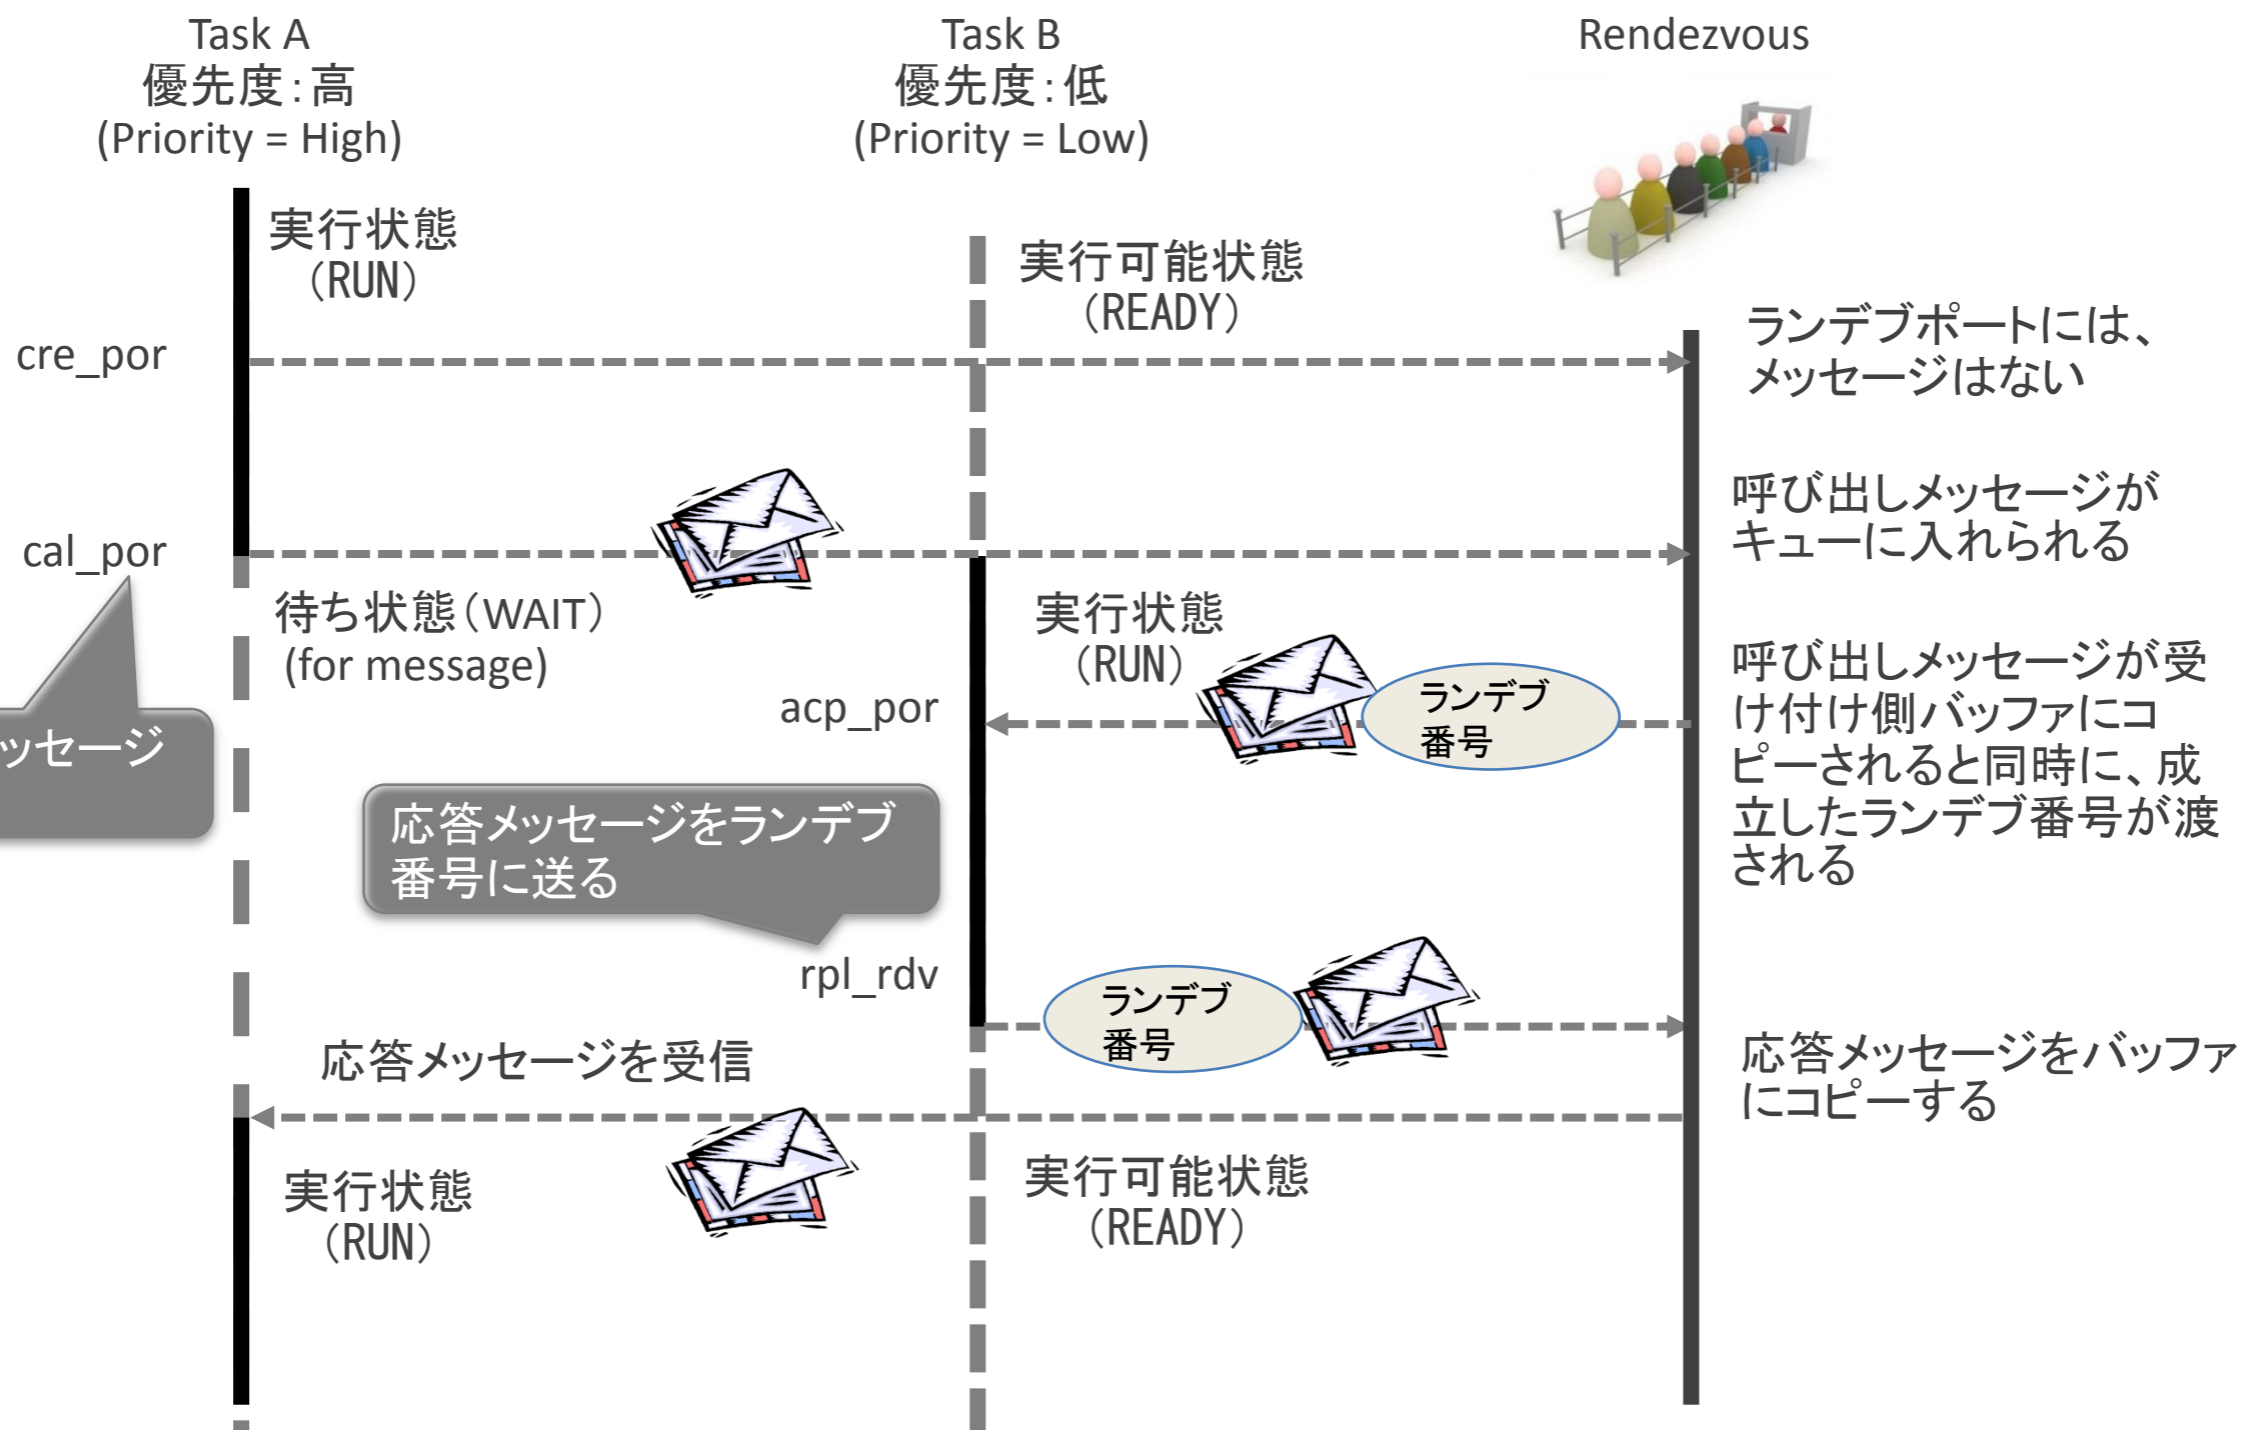 Task A
優先度:高
(Priority = High)
Task B
優先度:低
(Priority = Low)
Rendezvous
実行状態
(RUN)
実行可能状態
(READY)
cre_por
ランデブポートには、
メッセージはない
cal_por
呼び出しメッセージが
キューに入れられる
待ち状態(WAIT)
(for message)
実行状態
(RUN)
acp_por
ランデブ
番号
呼び出しメッセージが受
け付け側バッファにコ
ピーされると同時に、成
立したランデブ番号が渡
される
ッセージ
応答メッセージをランデブ
番号に送る
rpl_rdv
ランデブ
番号
応答メッセージを受信
応答メッセージをバッファ
にコピーする
実行状態
(RUN)
実行可能状態
(READY)